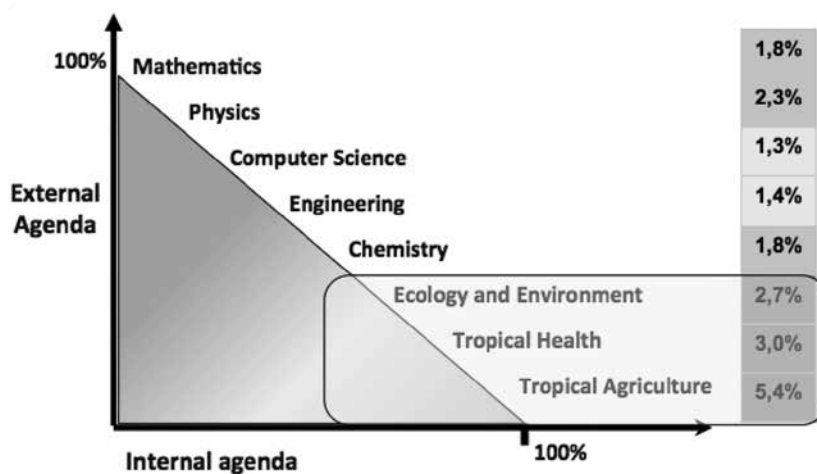 100%
Mathematics
1,8%
Physics
2,3%
Computer Science
1,3%
External
Agenda
Engineering
1,4%
Chemistry
1,8%
Ecology and Environment
2,7%
Tropical Health
3,0%
Tropical Agriculture
5,4%
100%
Internal agenda